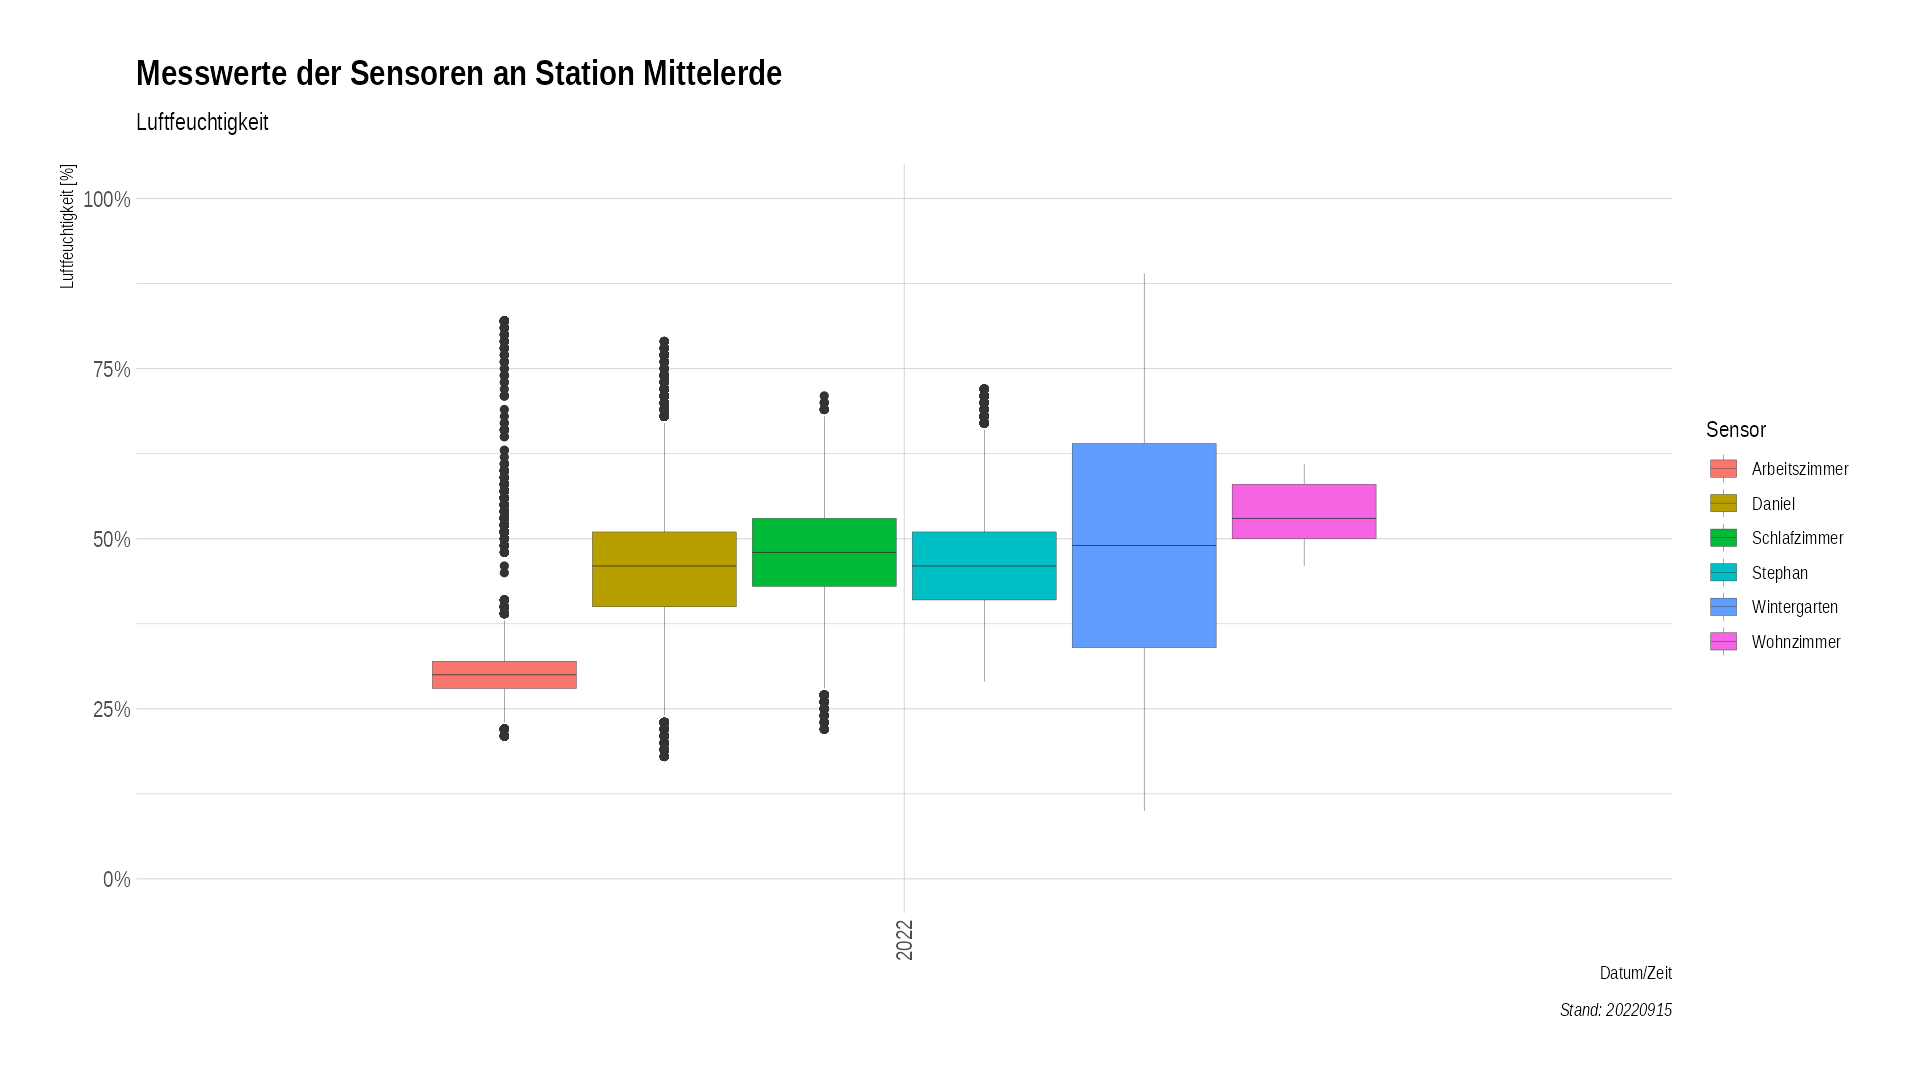 Messwerte der Sensoren an Station Mittelerde
Luftfeuchtigkeit
Luftfeuchtigkeit [%]
100%
75%
50%
25%
0%
2022
Datum/Zeit
Stand: 20220915
Sensor
Arbeitszimmer
Daniel
Schlafzimmer
Stephan
Wintergarten
Wohnzimmer